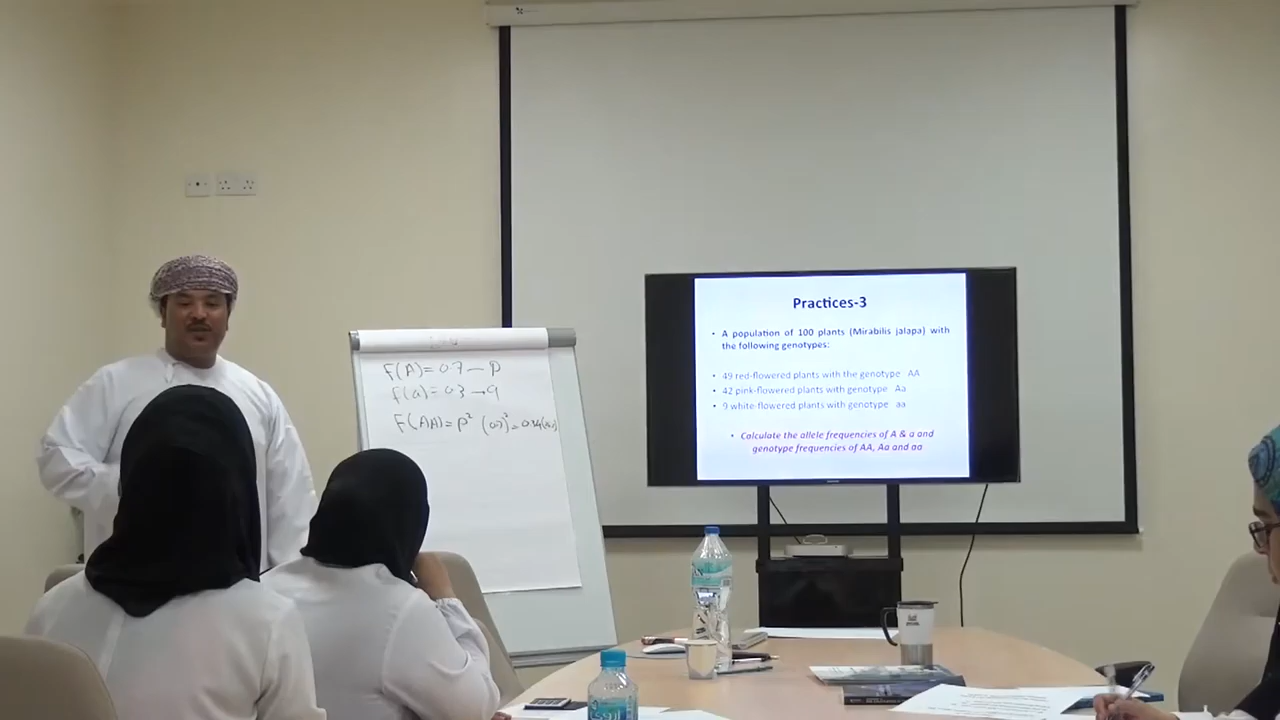 F(A)=0.7 – p
f(a)=0.3 → q
F(AA)= p² (0.7)²=
Practices-3
• A population of 100 plants (Mirabilis jalapa) with
the following genotypes:
• 49 red-flowered plants with the genotype AA
• 42 pink-flowered plants with genotype Aa
• 9 white-flowered plants with genotype aa
• Calculate the allele frequencies of A & a and
genotype frequencies of AA, Aa and aa